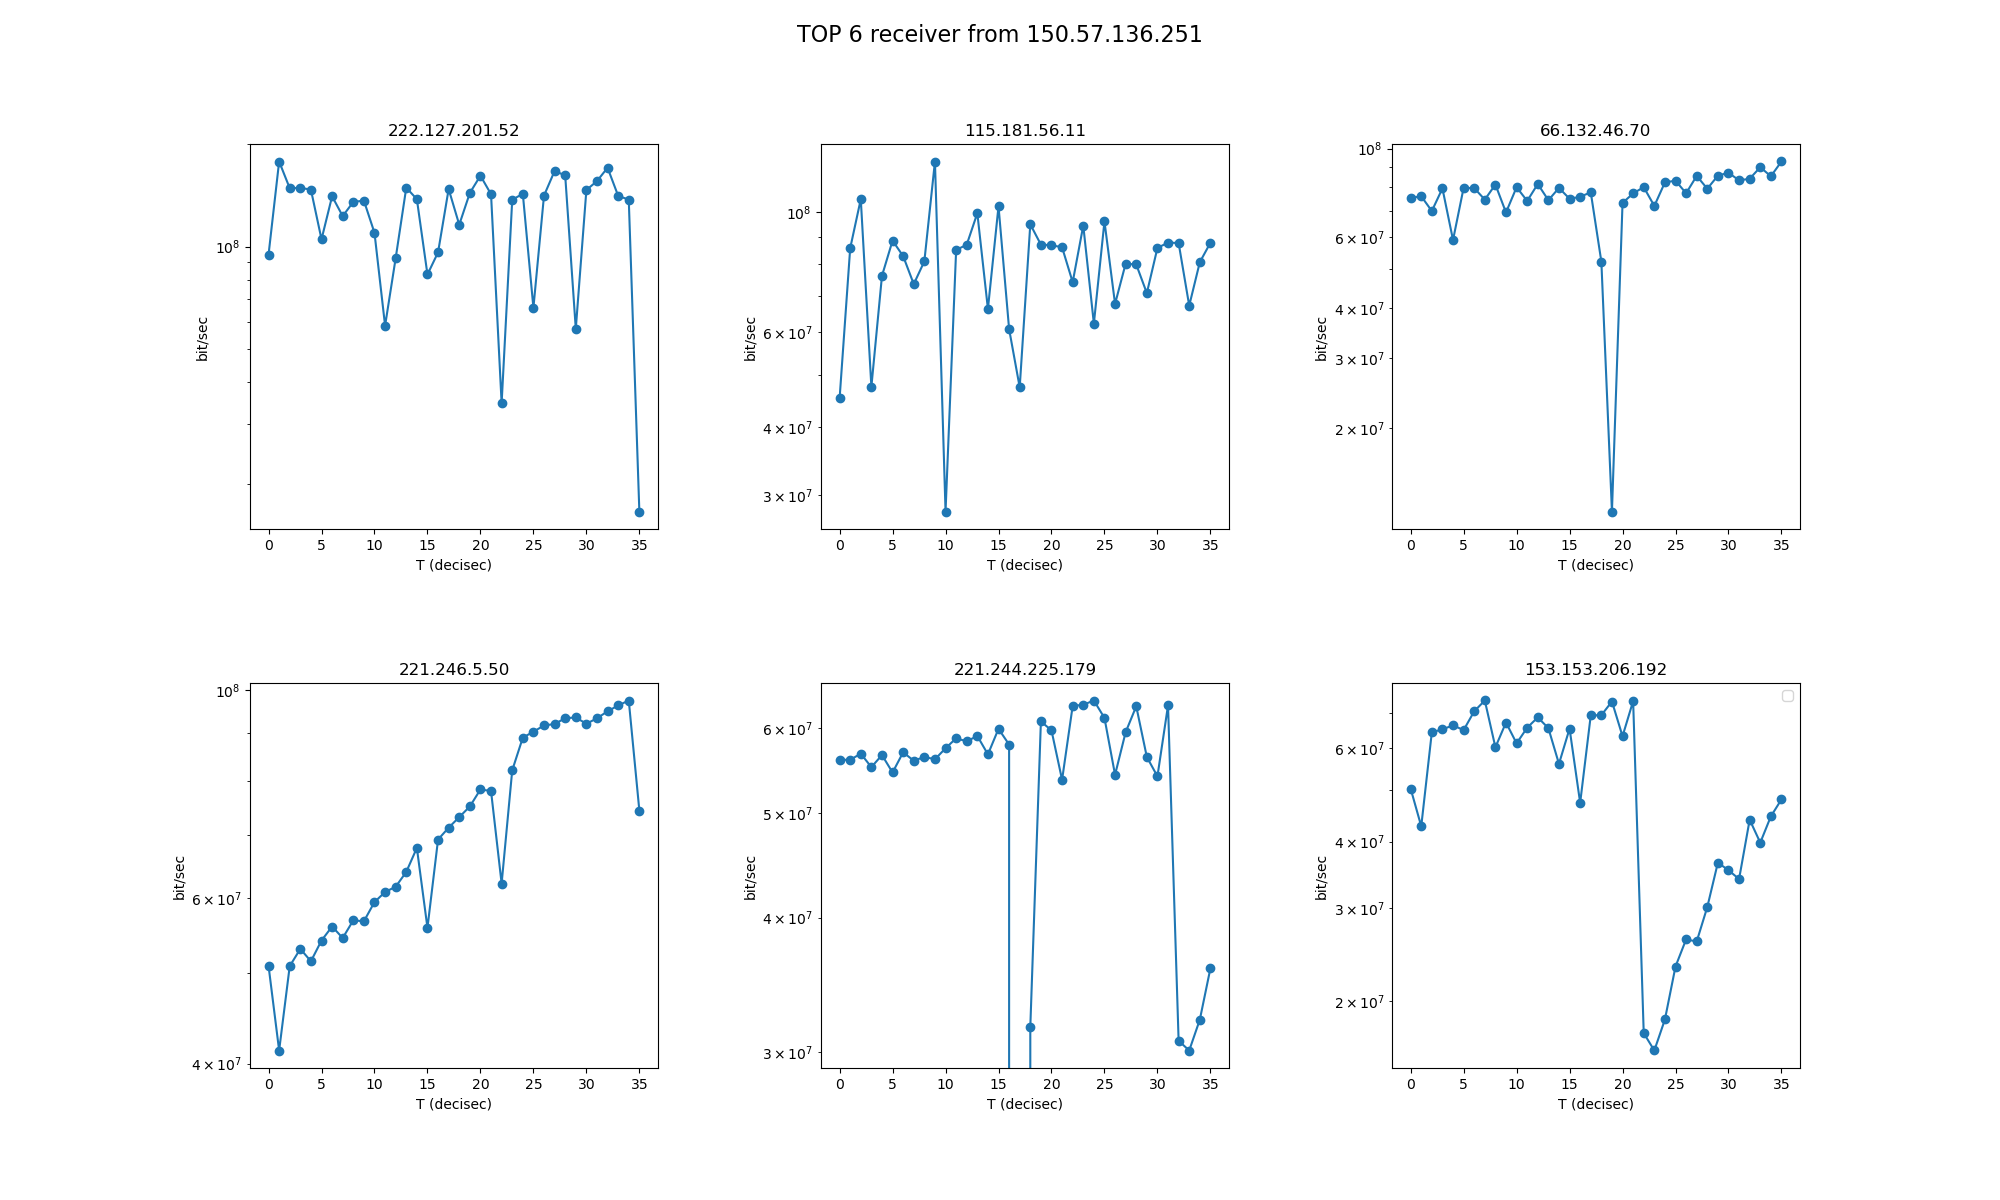 TOP 6 receiver from 150.57.136.251
222.127.201.52
10^8
bit/sec
0 5 10 15 20 25 30 35
T (decisec)
115.181.56.11
10^8
6 × 10^7
4 × 10^7
3 × 10^7
bit/sec
0 5 10 15 20 25 30 35
T (decisec)
66.132.46.70
10^8
6 × 10^7
4 × 10^7
3 × 10^7
2 × 10^7
bit/sec
0 5 10 15 20 25 30 35
T (decisec)
221.246.5.50
10^8
6 × 10^7
4 × 10^7
bit/sec
0 5 10 15 20 25 30 35
T (decisec)
221.244.225.179
6 × 10^7
5 × 10^7
4 × 10^7
3 × 10^7
bit/sec
0 5 10 15 20 25 30 35
T (decisec)
153.153.206.192
6 × 10^7
4 × 10^7
3 × 10^7
2 × 10^7
bit/sec
0 5 10 15 20 25 30 35
T (decisec)